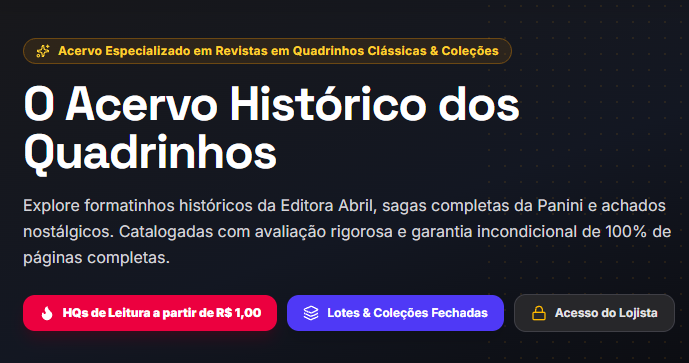 Acervo Especializado em Revistas em Quadrinhos Clássicas & Coleções
O Acervo Histórico dos
Quadrinhos
Explore formatinhos históricos da Editora Abril, sagas completas da Panini e achados
nostálgicos. Catalogadas com avaliação rigorosa e garantia incondicional de 100% de
páginas completas.
HQs de Leitura a partir de R$ 1,00
Lotes & Coleções Fechadas
Acesso do Lojista